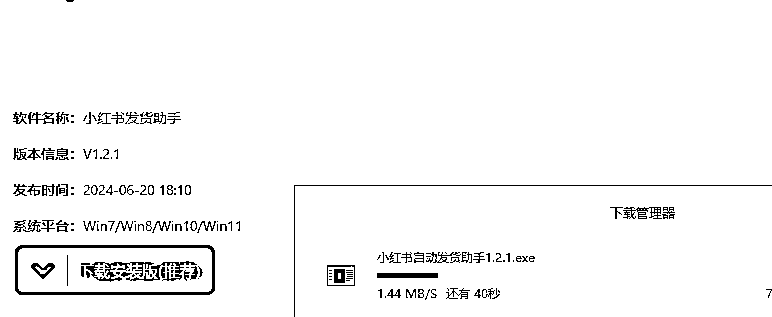 软件名称：小红书发货助手
版本信息：V1.2.1
发布时间：2024-06-20 18:10
系统平台：Win7/Win8/Win10/Win11
下载安装版(推荐)
下载管理器
小红书自动发货助手1.2.1.exe
1.44 MB/S 还有 40秒
7